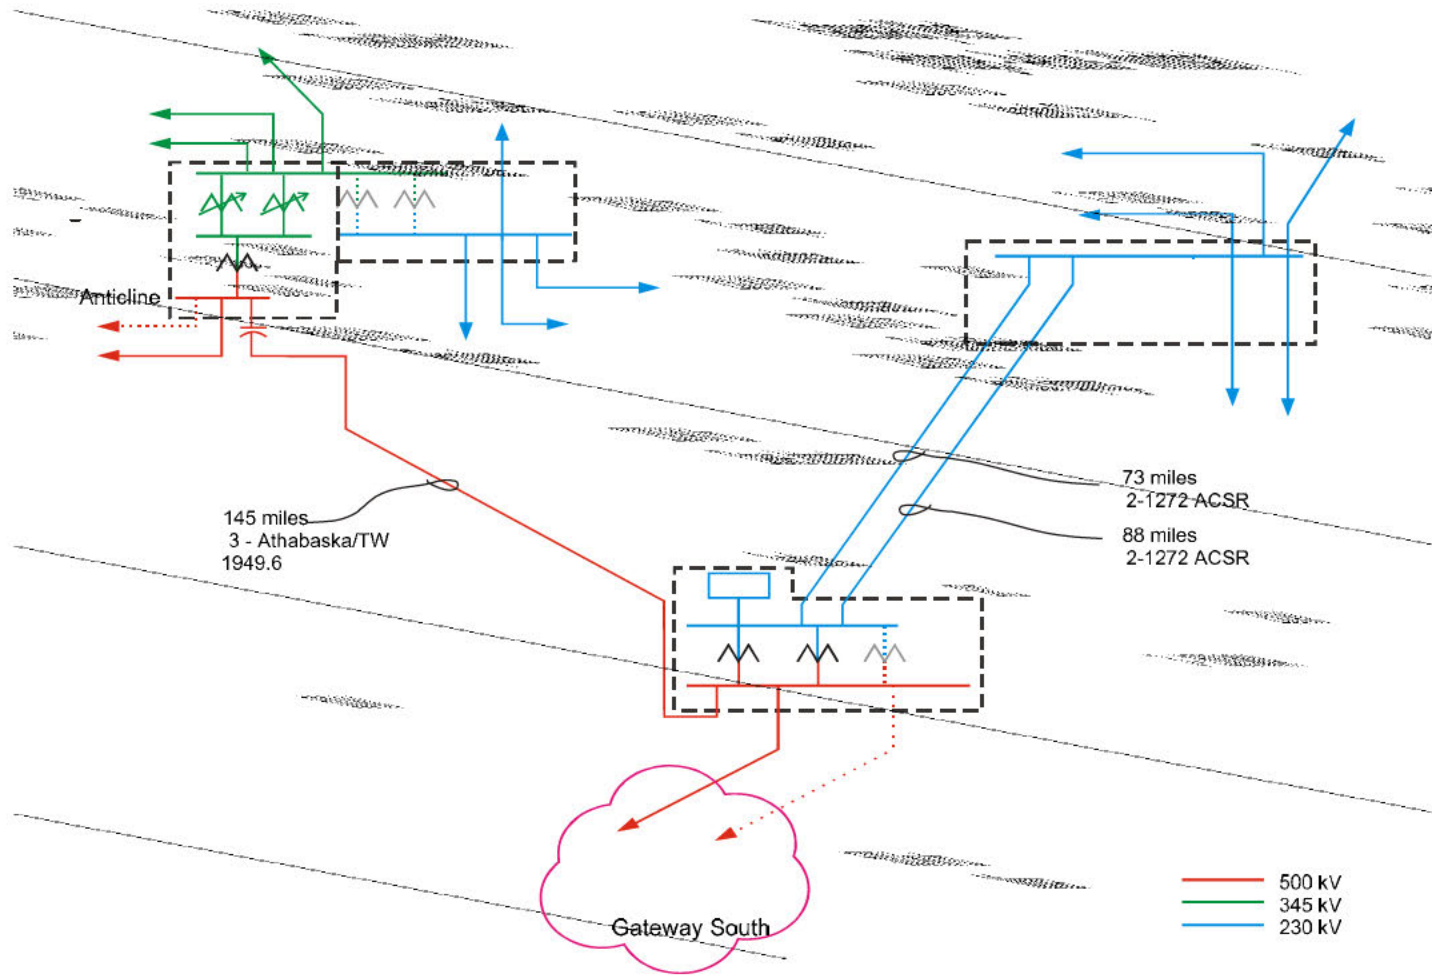 Anticline
73 miles
2-1272 ACSR
145 miles
3 - Athabaska/TW
1949.6
88 miles
2-1272 ACSR
500 kV
345 kV
230 kV
Gateway South